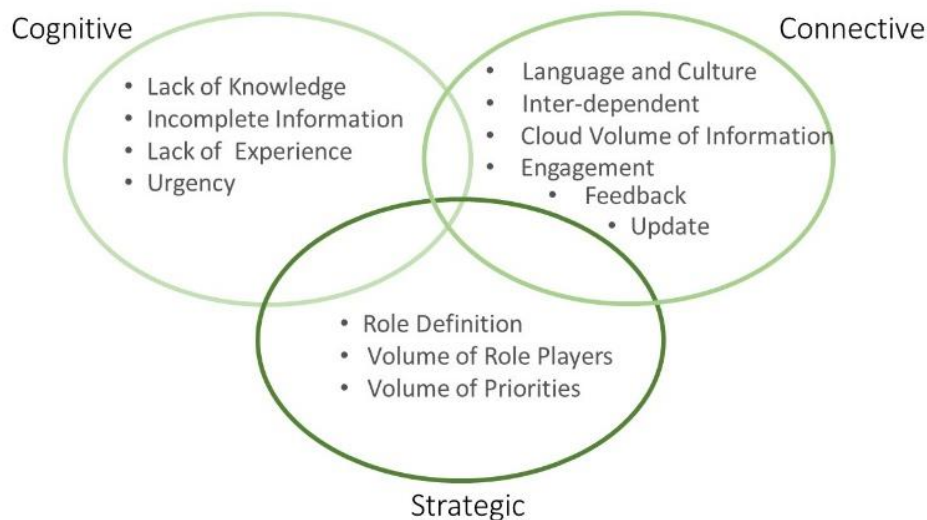 Cognitive
Connective
• Lack of Knowledge
• Incomplete Information
• Lack of Experience
• Urgency
• Language and Culture
• Inter-dependent
• Cloud Volume of Information
• Engagement
• Feedback
• Update
• Role Definition
• Volume of Role Players
• Volume of Priorities
Strategic